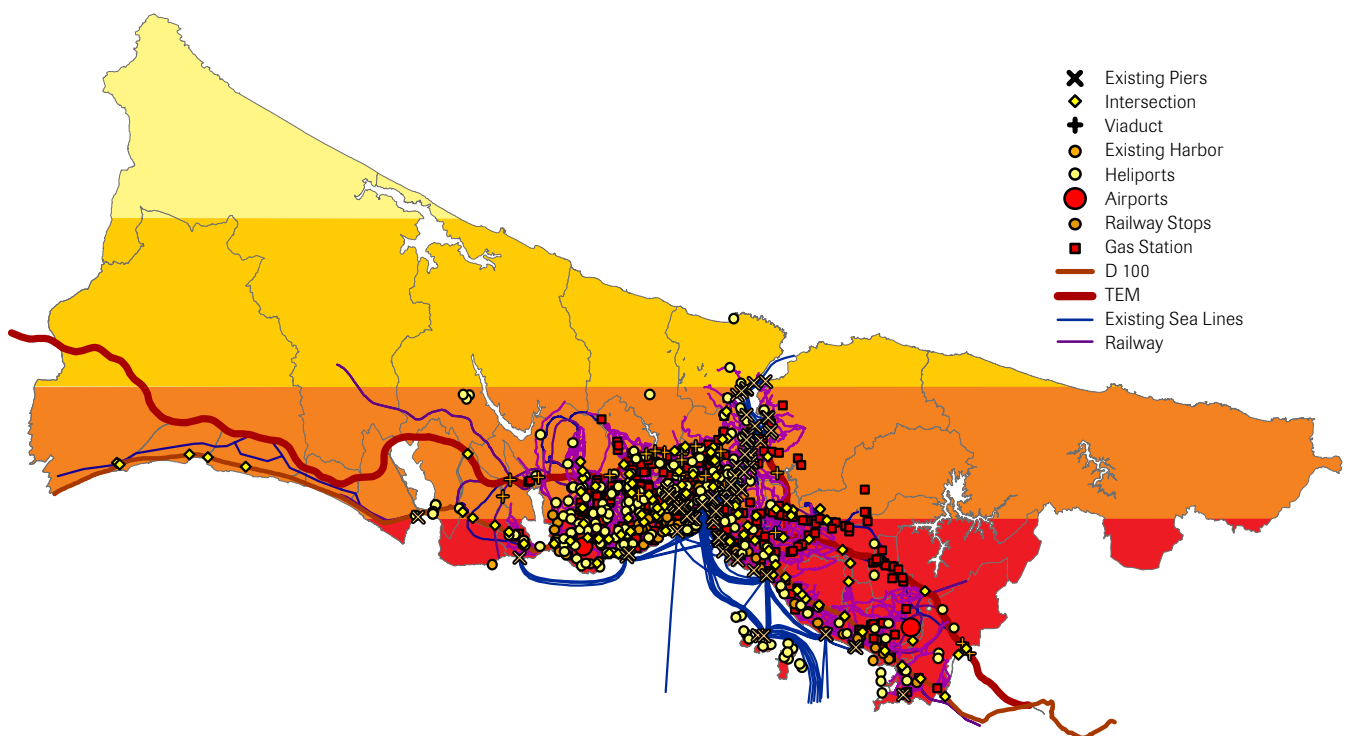 Existing Piers
Intersection
Viaduct
Existing Harbor
Heliports
Airports
Railway Stops
Gas Station
D 100
TEM
Existing Sea Lines
Railway